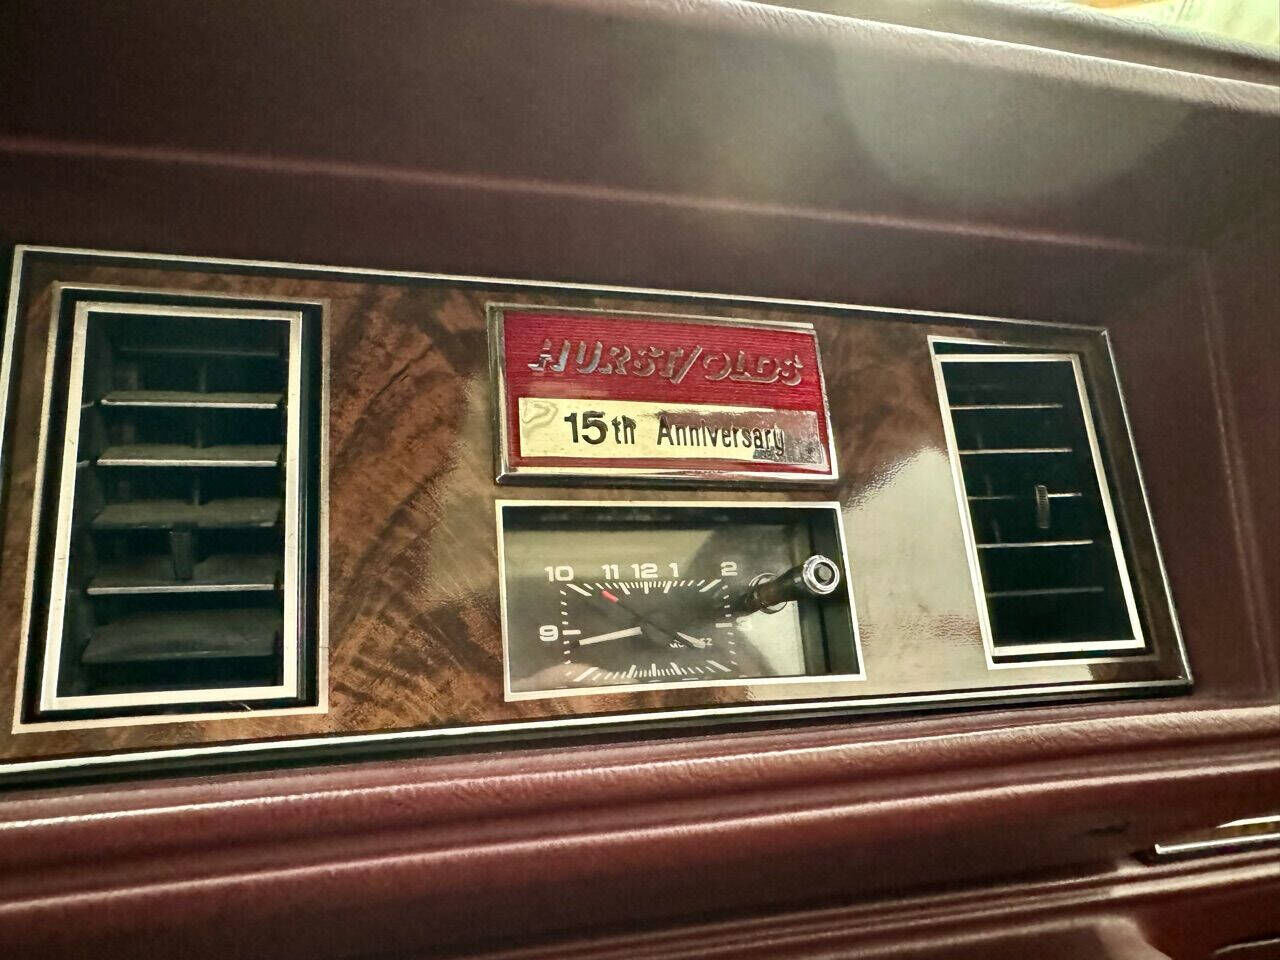 HURST/OLDS
15th Anniversary
10 11 12 1 2
9